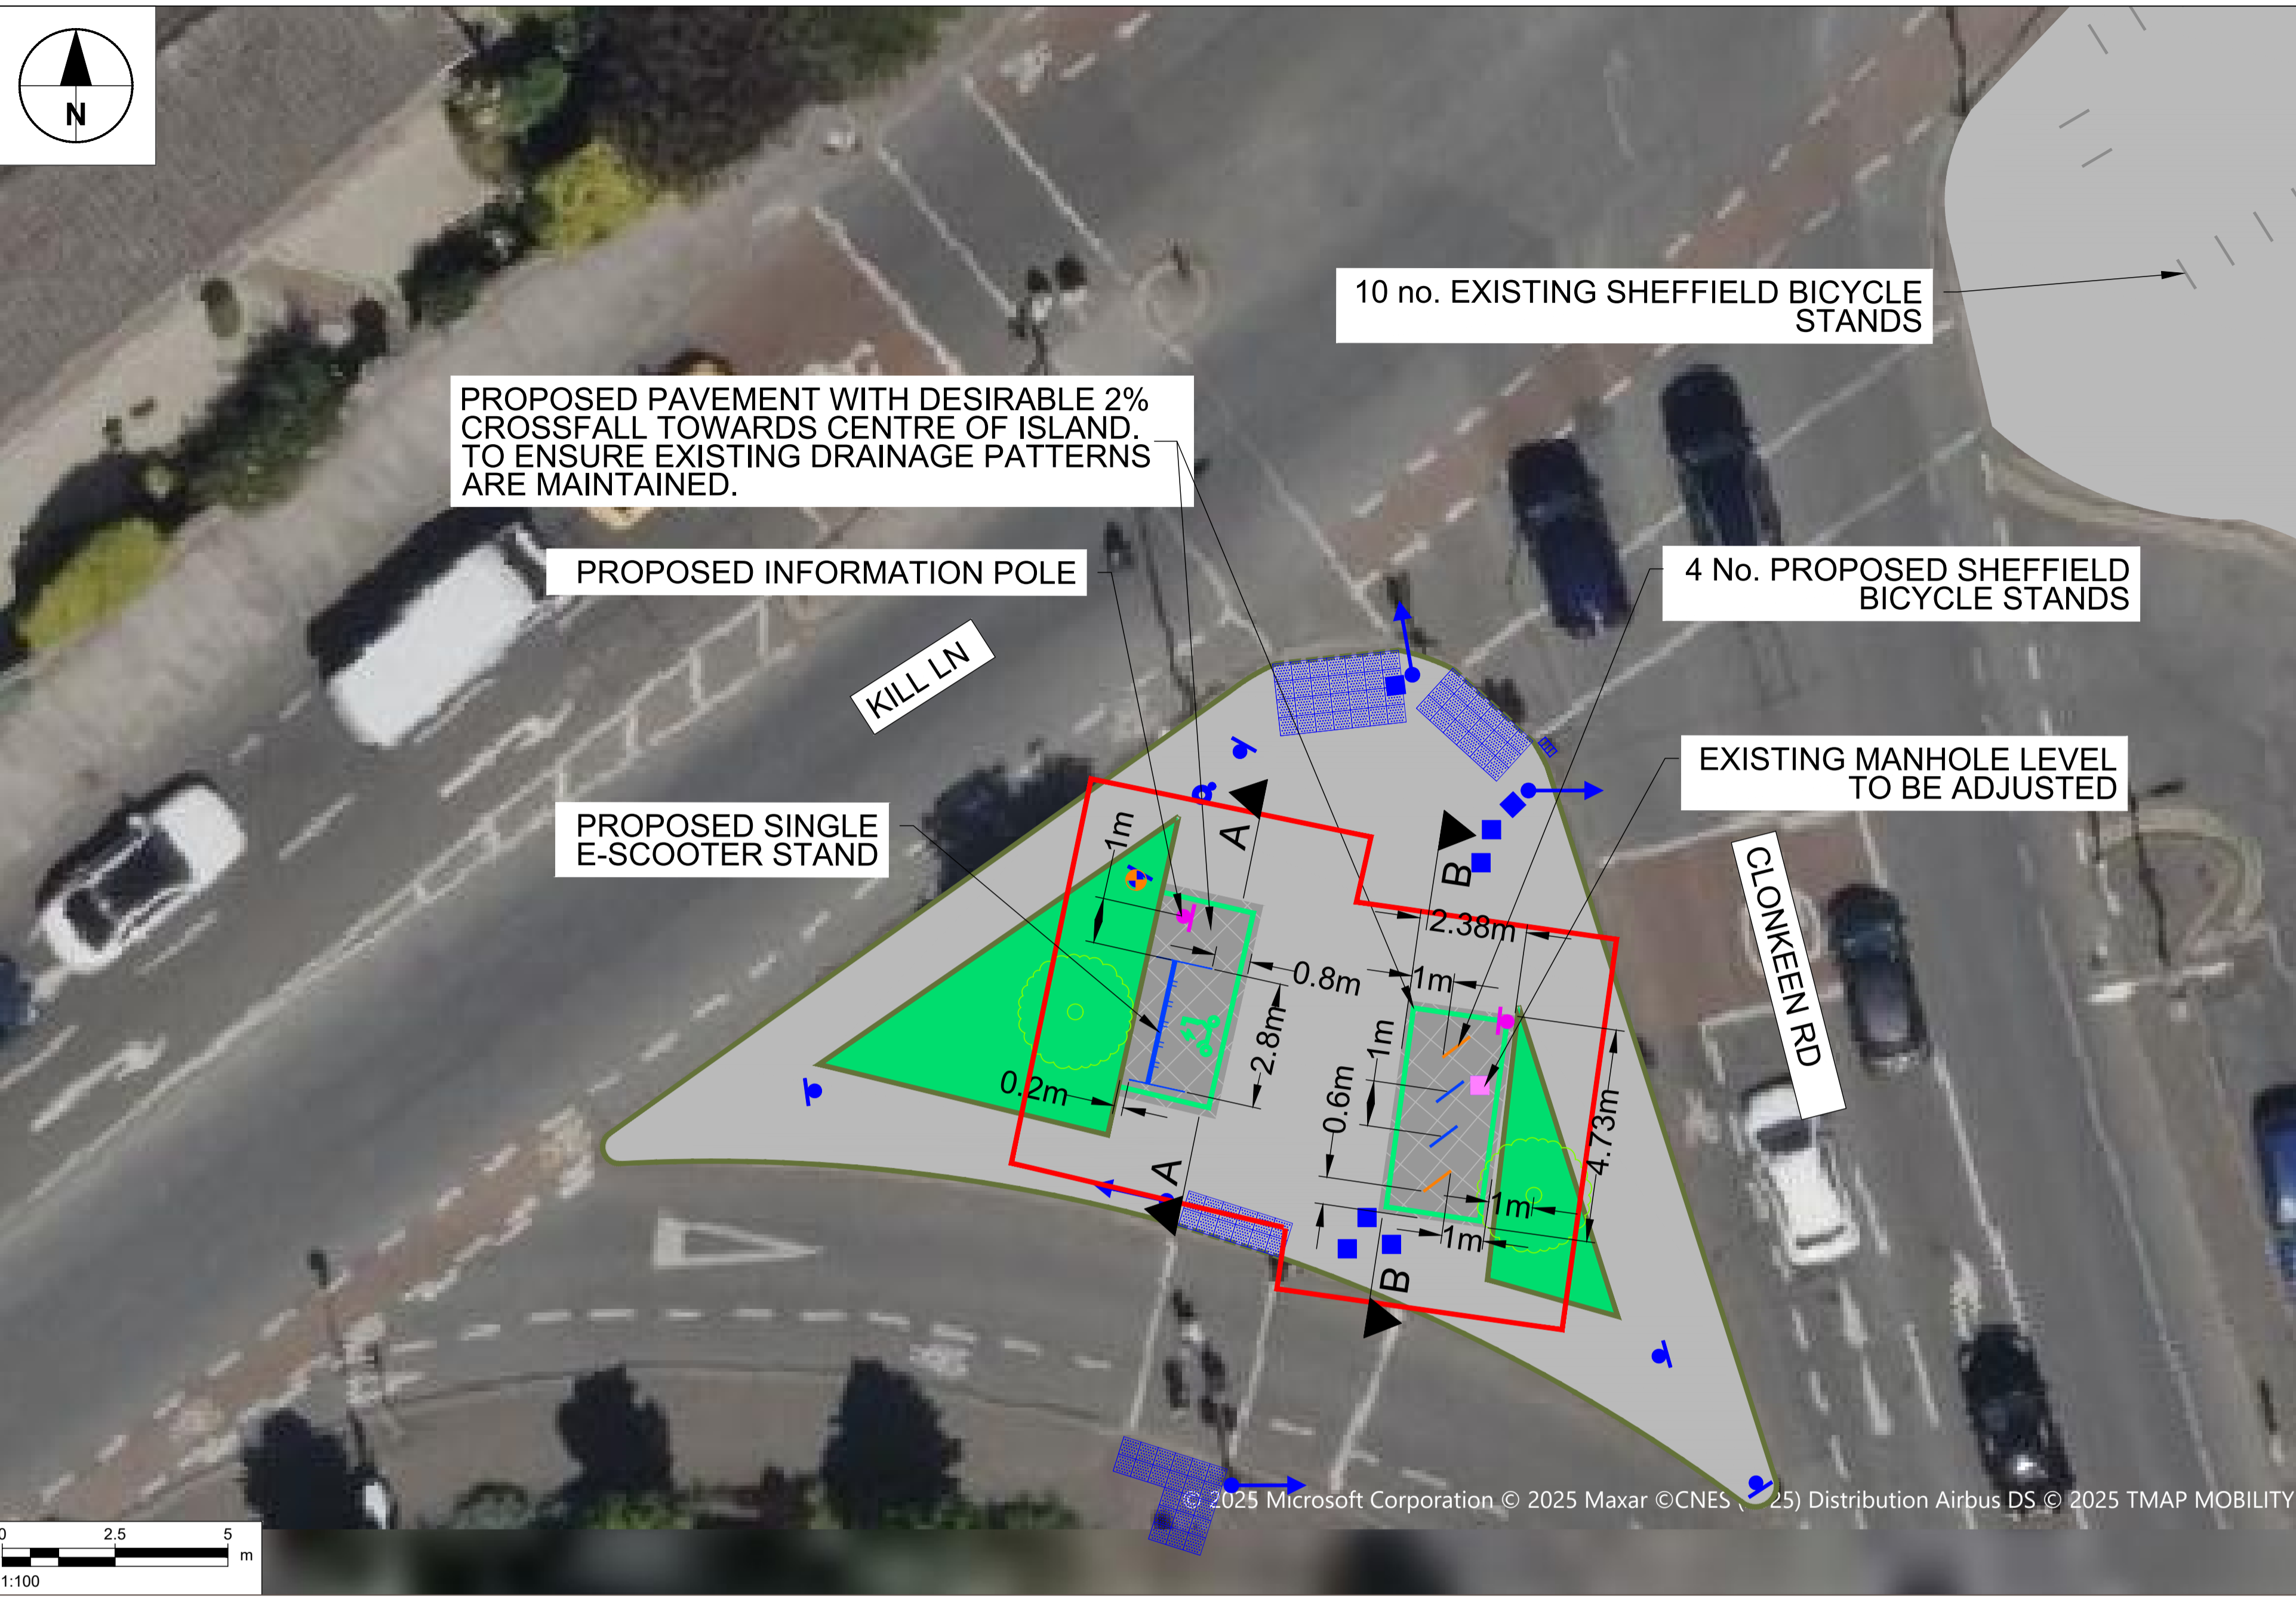 N
10 no. EXISTING SHEFFIELD BICYCLE
STANDS
PROPOSED PAVEMENT WITH DESIRABLE 2%
CROSSFALL TOWARDS CENTRE OF ISLAND.
TO ENSURE EXISTING DRAINAGE PATTERNS
ARE MAINTAINED.
PROPOSED INFORMATION POLE
4 No. PROPOSED SHEFFIELD
BICYCLE STANDS
KILL LN
EXISTING MANHOLE LEVEL
TO BE ADJUSTED
PROPOSED SINGLE
E-SCOOTER STAND
CLONKEEN RD
1m
A
B
2.38m
0.8m
1m
2.8m
1m
0.2m
0.6m
4.73m
A
1m
1m
B
© 2025 Microsoft Corporation © 2025 Maxar ©CNES ( 25) Distribution Airbus DS © 2025 TMAP MOBILITY
0 2.5 5
m
1:100